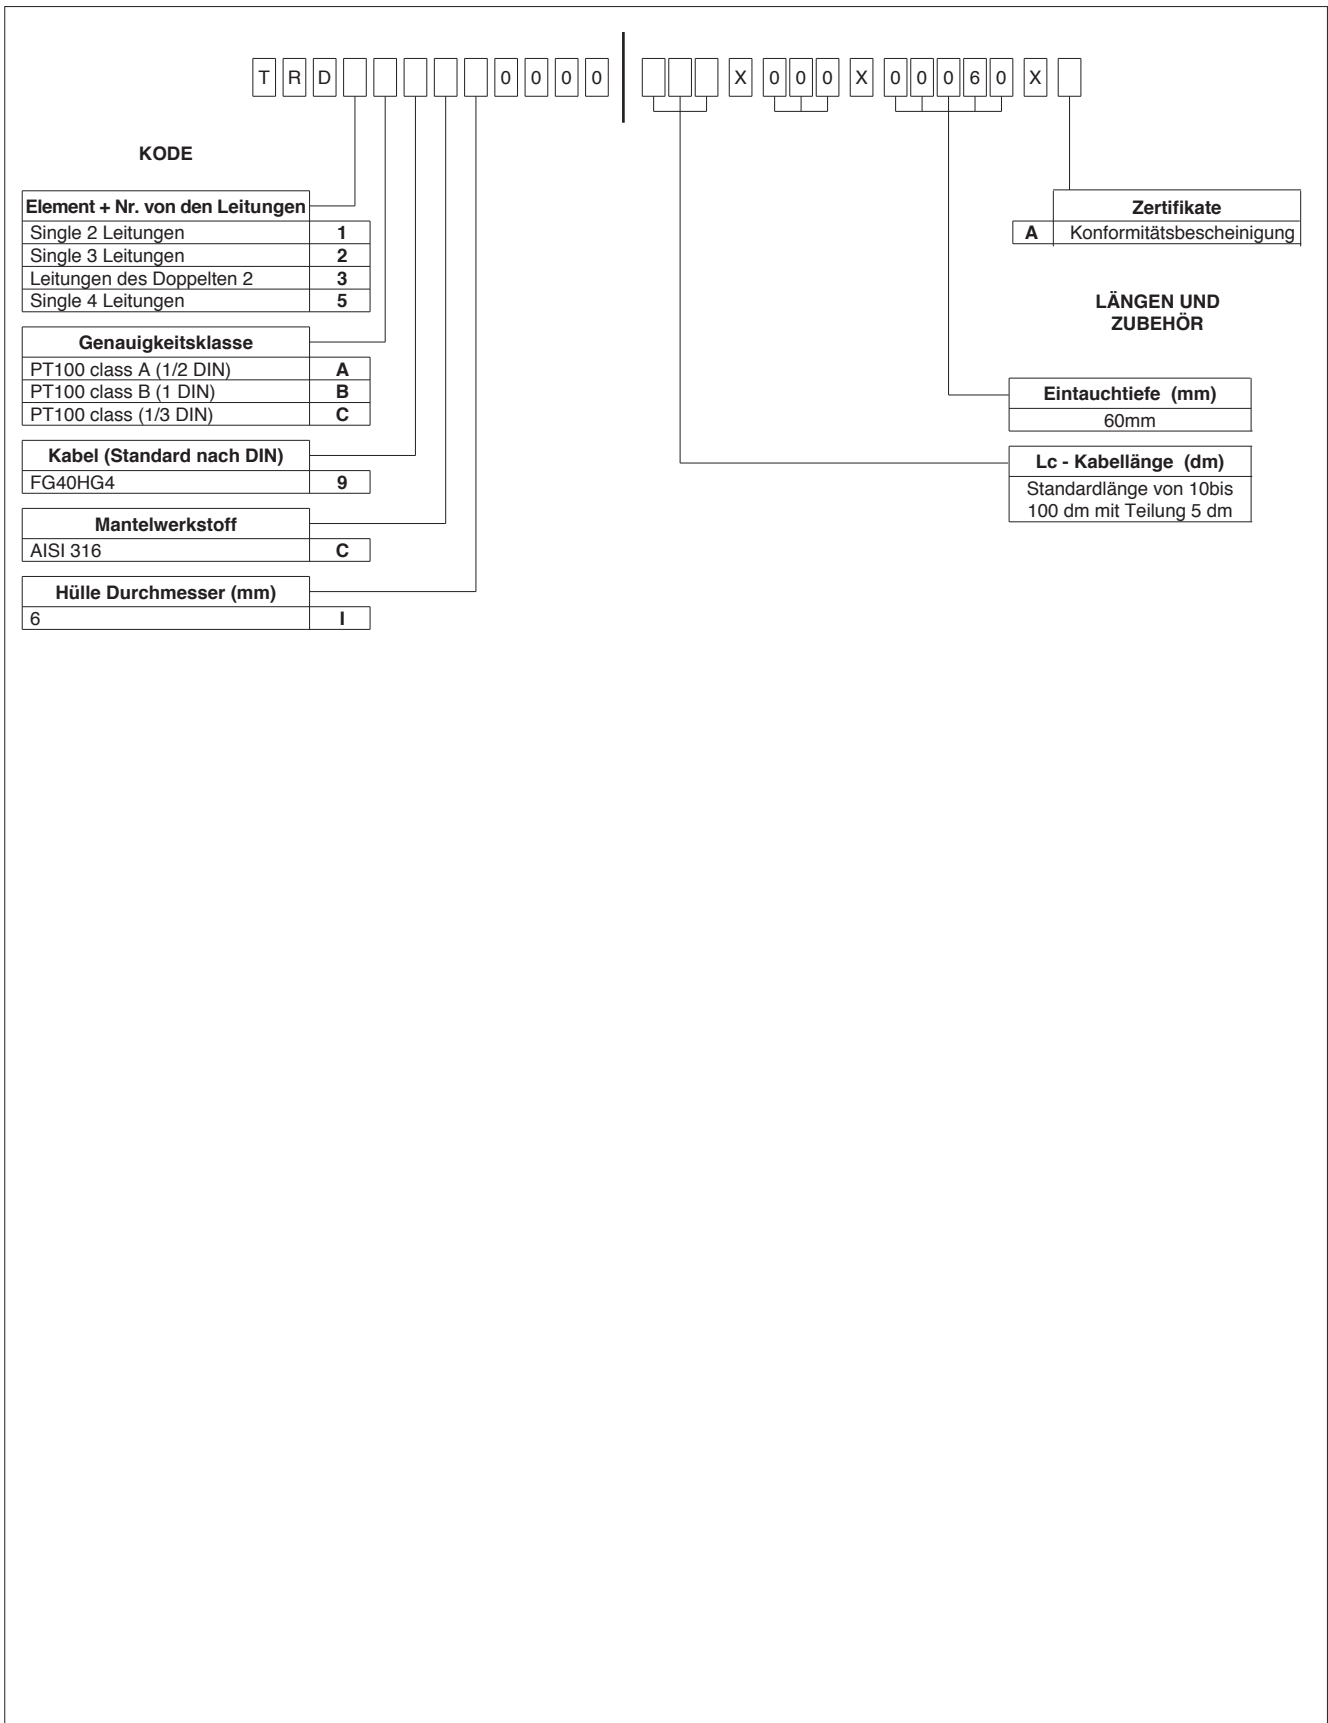 T R D 0 0 0 0 X 0 0 0 X 0 0 0 6 0 X
KODE
Element + Nr. von den Leitungen
Single 2 Leitungen 1
Single 3 Leitungen 2
Leitungen des Doppelten 2 3
Single 4 Leitungen 5
Genauigkeitsklasse
PT100 class A (1/2 DIN) A
PT100 class B (1 DIN) B
PT100 class (1/3 DIN) C
Kabel (Standard nach DIN)
FG40HG4 9
Mantelwerkstoff
AISI 316 C
Hülle Durchmesser (mm)
6 I
Zertifikate
A Konformitätsbescheinigung
LÄNGEN UND
ZUBEHÖR
Eintauchtiefe (mm)
60mm
Lc - Kabellänge (dm)
Standardlänge von 10bis
100 dm mit Teilung 5 dm